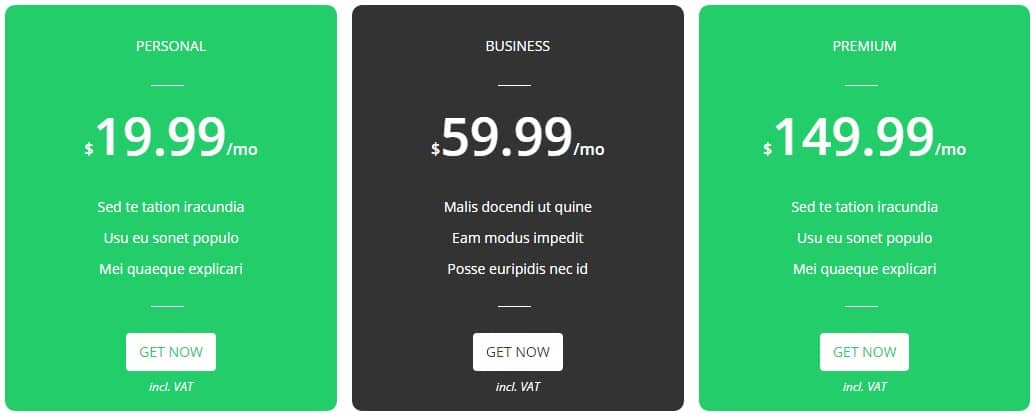 PERSONAL
$19.99/mo
Sed te tation iracundia
Usu eu sonet populo
Mei quaeque explicari
GET NOW
incl. VAT
BUSINESS
$59.99/mo
Malis docendi ut quine
Eam modus impedit
Posse euripidis nec id
GET NOW
incl. VAT
PREMIUM
$149.99/mo
Sed te tation iracundia
Usu eu sonet populo
Mei quaeque explicari
GET NOW
incl. VAT